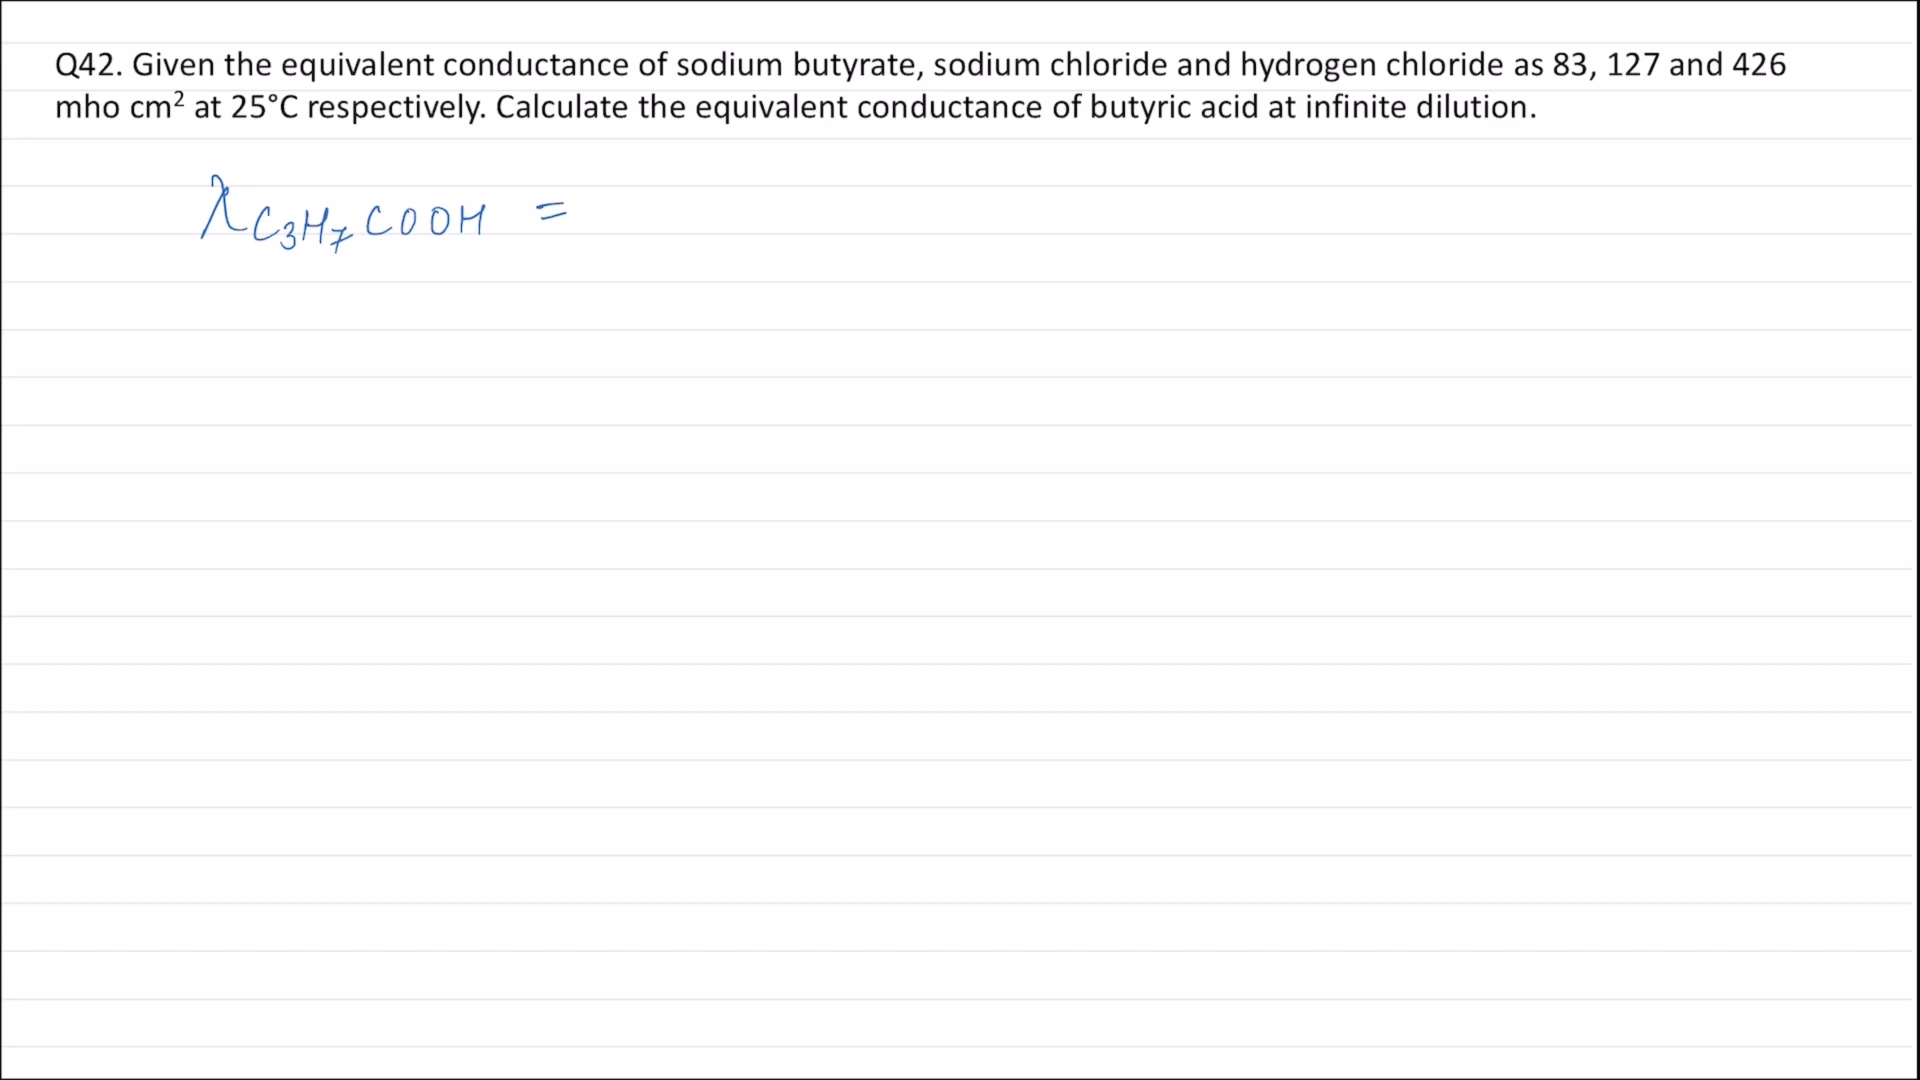 Q42. Given the equivalent conductance of sodium butyrate, sodium chloride and hydrogen chloride as 83, 127 and 426
mho cm² at 25°C respectively. Calculate the equivalent conductance of butyric acid at infinite dilution.
λ C₃H₇COOH =